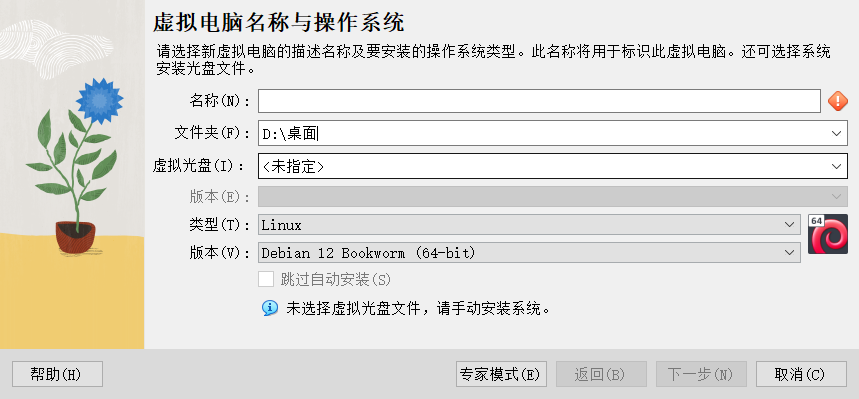 虚拟电脑名称与操作系统
请选择新虚拟电脑的描述名称及要安装的操作系统类型。此名称将用于标识此虚拟电脑。还可选择系统
安装光盘文件。
名称(N):
文件夹(F): D:\桌面
虚拟光盘(I): <未指定>
版本(E):
类型(T): Linux
64
版本(V): Debian 12 Bookworm (64-bit)
跳过自动安装(S)
未选择虚拟光盘文件，请手动安装系统。
帮助(H) 专家模式(E) 返回(B) 下一步(N) 取消(C)